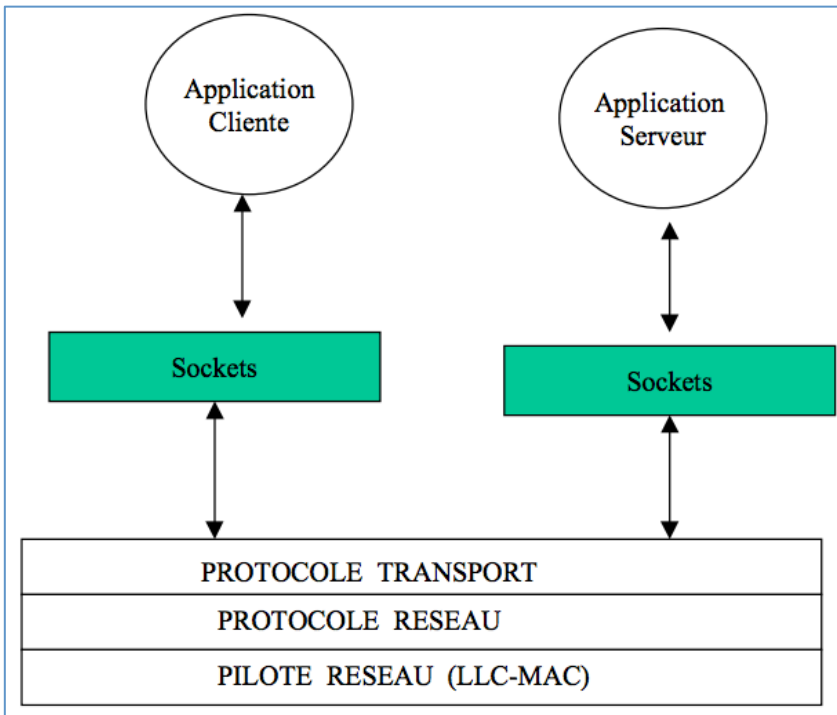 Application
Cliente
Application
Serveur
Sockets
Sockets
PROTOCOLE TRANSPORT
PROTOCOLE RESEAU
PILOTE RESEAU (LLC-MAC)